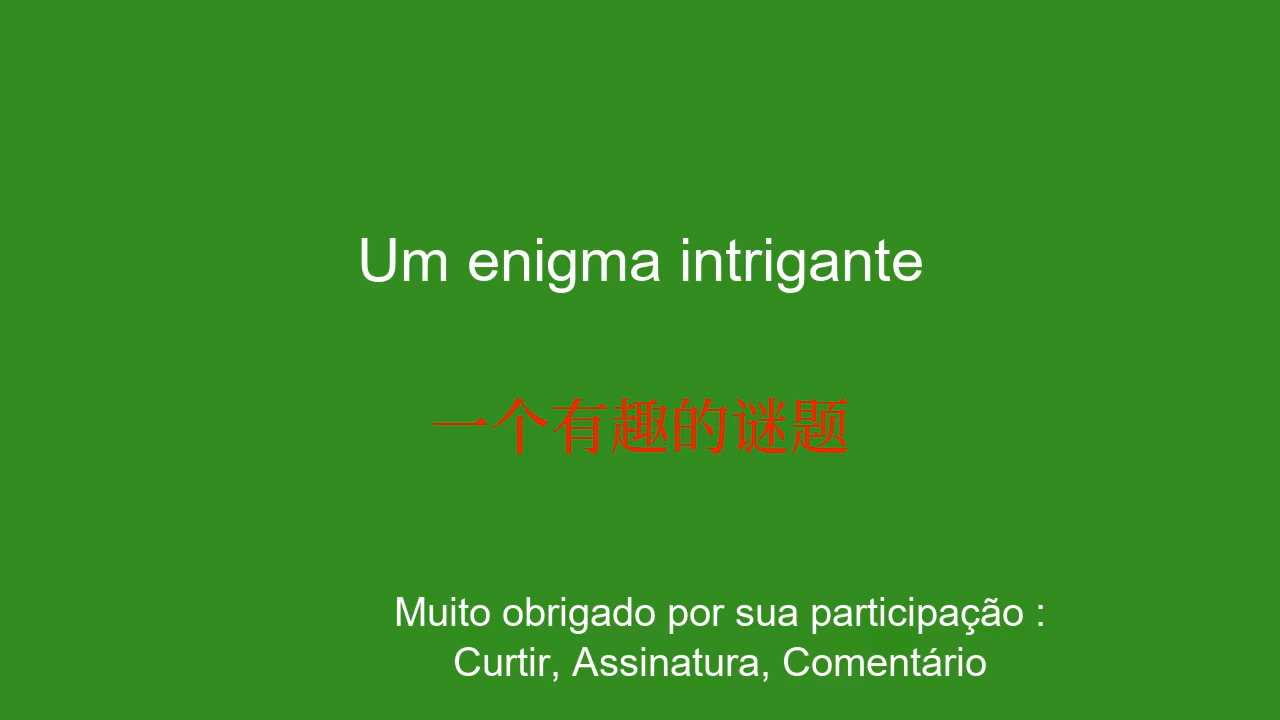 Um enigma intrigante
一个有趣的谜题
Muito obrigado por sua participação :
Curtir, Assinatura, Comentário